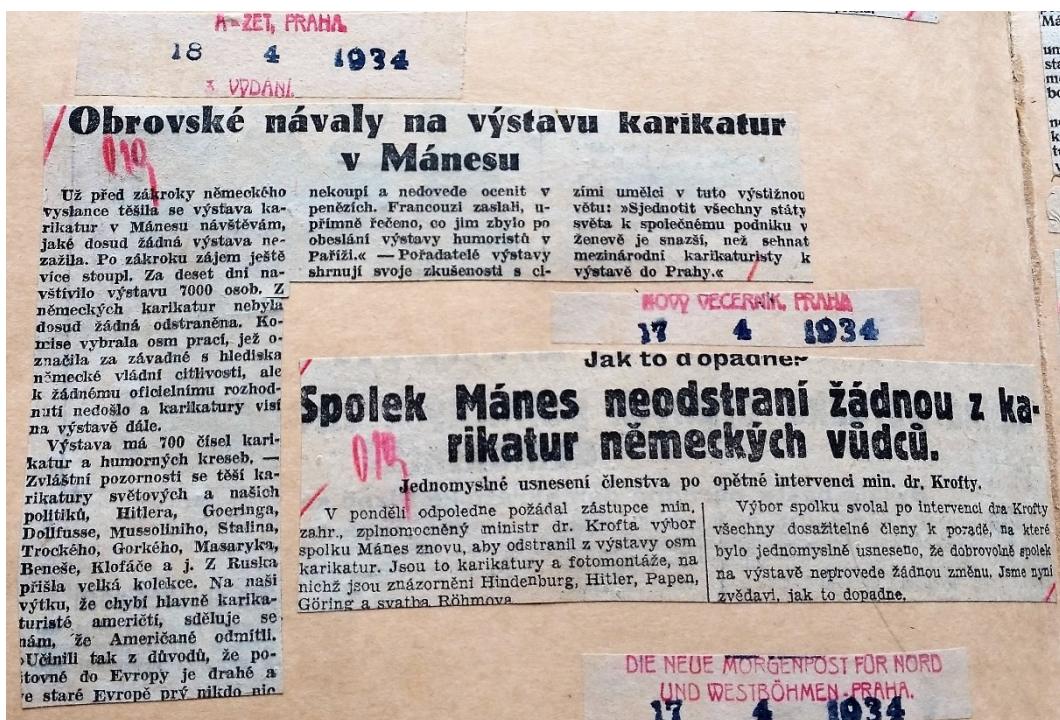 A-ZET, PRAHA
18 4 1934
3. VYDÁNÍ.
Obrovské návaly na výstavu karikatur
v Mánesu
Už před zákroky německého
vyslance těšila se výstava ka-
rikatur v Mánesu návštěvám,
jaké dosud žádná výstava ne-
zažila. Po zákroku zájem ještě
více stoupl. Za deset dní na-
vštívilo výstavu 7000 osob. Z
německých karikatur nebyla
dosud žádná odstraněna. Ko-
mise vybrala osm prací, jež o-
značila za závadné s hlediska
německé vládní citlivosti, ale
k žádnému oficielnímu rozhod-
nutí nedošlo a karikatury visí
na výstavě dále.
Výstava má 700 čísel kari-
katur a humorných kreseb. —
Zvláštní pozornosti se těší ka-
rikatury světových a našich
politiků, Hitlera, Goeringa,
Dollfusse, Mussoliniho, Stalina,
Trockého, Gorkého, Masaryka,
Beneše, Klofáče a j. Z Ruska
přišla velká kolekce. Na naši
výtku, že chybí hlavně karika-
turisté američtí, sděluje se
nám, že Američané odmítli.
»Učinili tak z důvodů, že po-
štovné do Evropy je drahé a
ve staré Evropě prý nikdo nic
nekoupí a nedovede ocenit v
penězích. Francouzi zaslali, u-
přímně řečeno, co jim zbylo po
obeslání výstavy humoristů v
Paříži.« — Pořadatelé výstavy
shrnují svoje zkušenosti s ci-
zími umělci v tuto výstižnou
větu: »Sjednotit všechny státy
světa k společnému podniku v
Ženevě je snazší, než sehnat
mezinárodní karikaturisty k
výstavě do Prahy.«
NOVÝ VEČERNÍK, PRAHA
17 4 1934
Jak to dopadne?
Spolek Mánes neodstraní žádnou z ka-
rikatur německých vůdců.
Jednomyslné usnesení členstva po opětné intervenci min. dr. Krofty.
V pondělí odpoledne požádal zástupce min.
zahr., zplnomocněný ministr dr. Krofta výbor
spolku Mánes znovu, aby odstranil z výstavy osm
karikatur. Jsou to karikatury a fotomontáže, na
nichž jsou znázorněni Hindenburg, Hitler, Papen,
Göring a svatba Röhmova.
Výbor spolku svolal po intervenci dra Krofty
všechny dosažitelné členy k poradě, na které
bylo jednomyslně usneseno, že dobrovolně spolek
na výstavě neprovede žádnou změnu. Jsme nyní
zvědavi, jak to dopadne.
DIE NEUE MORGENPOST FÜR NORD
UND WESTBÖHMEN-PRAHA.
17 4 1934